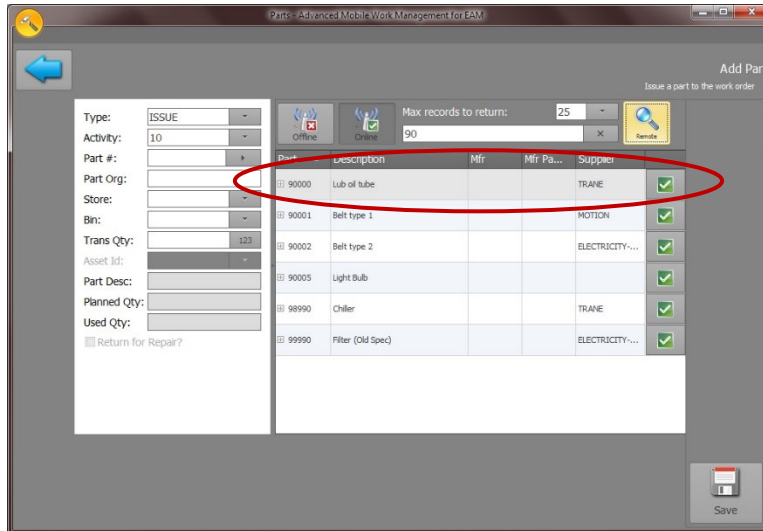 Parts - Advanced Mobile Work Management for EAM
Add Par
Issue a part to the work order
Type: ISSUE
Activity: 10
Part #:
Part Org:
Store:
Bin:
Trans Qty: 123
Asset Id:
Part Desc:
Planned Qty:
Used Qty:
Return for Repair?
Offline
Online
Max records to return: 25
90
Remote
Part Description Mfr Mfr Pa... Supplier
90000 Lub oil tube TRANE
90001 Belt type 1 MOTION
90002 Belt type 2 ELECTRICITY-...
90005 Light Bulb
98990 Chiller TRANE
99990 Filter (Old Spec) ELECTRICITY-...
Save